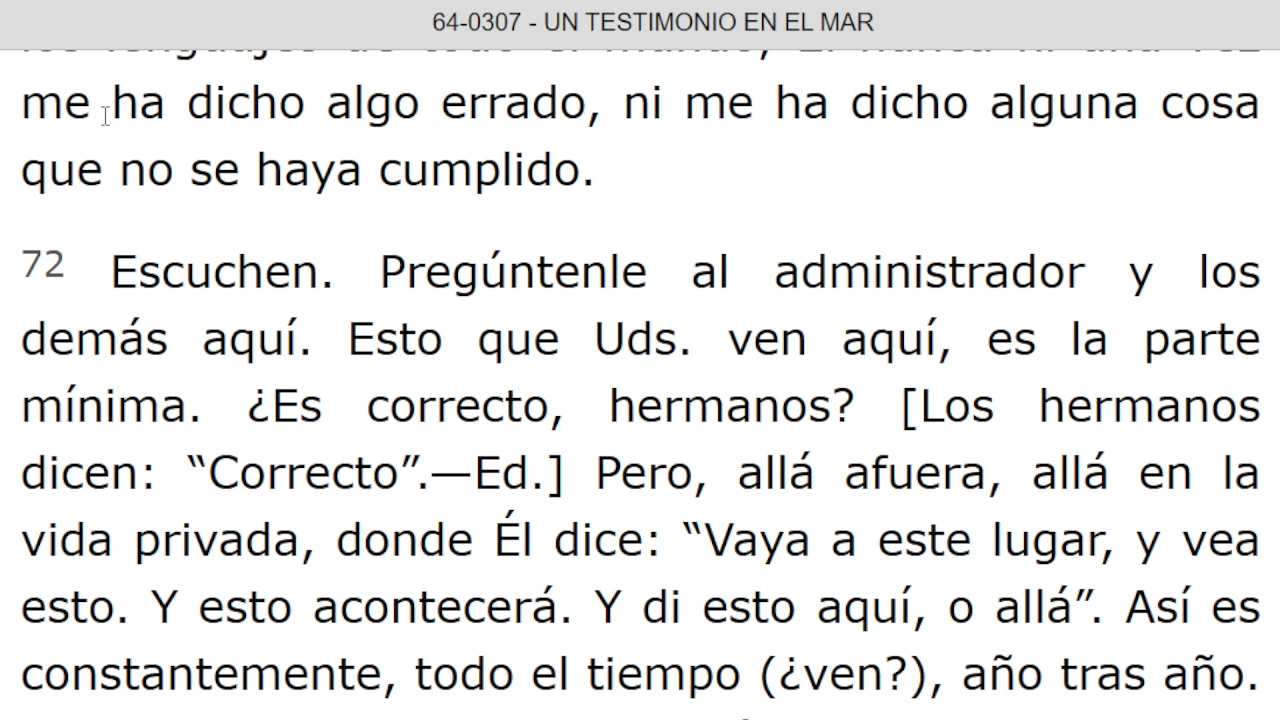 64-0307 - UN TESTIMONIO EN EL MAR
me ha dicho algo errado, ni me ha dicho alguna cosa
que no se haya cumplido.
72 Escuchen. Pregúntenle al administrador y los
demás aquí. Esto que Uds. ven aquí, es la parte
mínima. ¿Es correcto, hermanos? [Los hermanos
dicen: “Correcto”.—Ed.] Pero, allá afuera, allá en la
vida privada, donde Él dice: “Vaya a este lugar, y vea
esto. Y esto acontecerá. Y di esto aquí, o allá”. Así es
constantemente, todo el tiempo (¿ven?), año tras año.